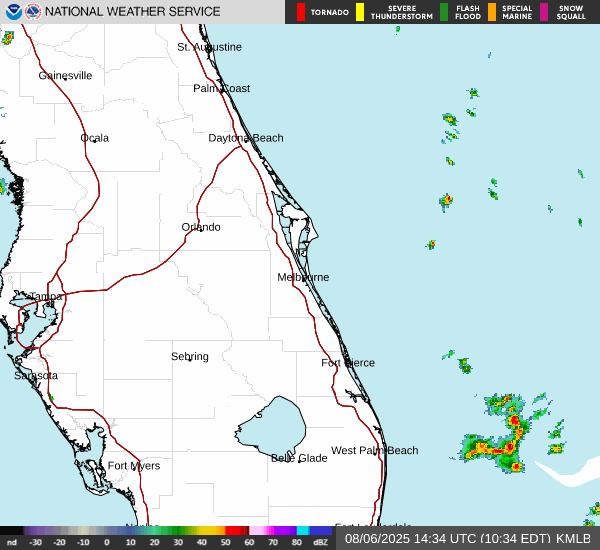 NATIONAL WEATHER SERVICE
TORNADO
SEVERE THUNDERSTORM
FLASH FLOOD
SPECIAL MARINE
SNOW SQUALL
St. Augustine
Gainesville
Palm Coast
Ocala
Daytona Beach
Orlando
Melbourne
Tampa
Sebring
Fort Pierce
Sarasota
West Palm Beach
Belle Glade
Fort Myers
nd -30 -20 -10 0 10 20 30 40 50 60 70 80 dBZ
08/06/2025 14:34 UTC (10:34 EDT) KMLB